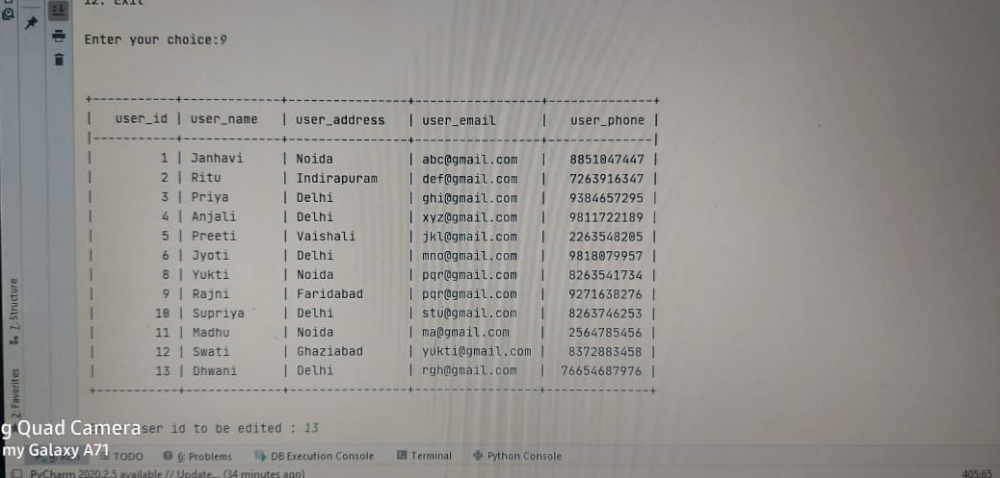 12. Exit
Enter your choice:9
+----------+-----------+-------------+--------------+------------+
| user_id | user_name | user_address | user_email | user_phone |
|----------+-----------+-------------+--------------+------------|
| 1 | Janhavi | Noida | abc@gmail.com | 8851047447 |
| 2 | Ritu | Indirapuram | def@gmail.com | 7263916347 |
| 3 | Priya | Delhi | ghi@gmail.com | 9384657295 |
| 4 | Anjali | Delhi | xyz@gmail.com | 9811722189 |
| 5 | Preeti | Vaishali | jkl@gmail.com | 2263548205 |
| 6 | Jyoti | Delhi | mno@gmail.com | 9818079957 |
| 8 | Yukti | Noida | pqr@gmail.com | 8263541734 |
| 9 | Rajni | Faridabad | pqr@gmail.com | 9271638276 |
| 10 | Supriya | Delhi | stu@gmail.com | 8263746253 |
| 11 | Madhu | Noida | ma@gmail.com | 2564785456 |
| 12 | Swati | Ghaziabad | yukti@gmail.com | 8372883458 |
| 13 | Dhwani | Delhi | rgh@gmail.com | 76654687976 |
+----------+-----------+-------------+--------------+------------+
ser id to be edited : 13
Z: Structure
2: Favorites
g Quad Camera
my Galaxy A71
TODO 6: Problems DB Execution Console Terminal Python Console
PyCharm 2020.2.5 available // Update... (34 minutes ago) 405:65